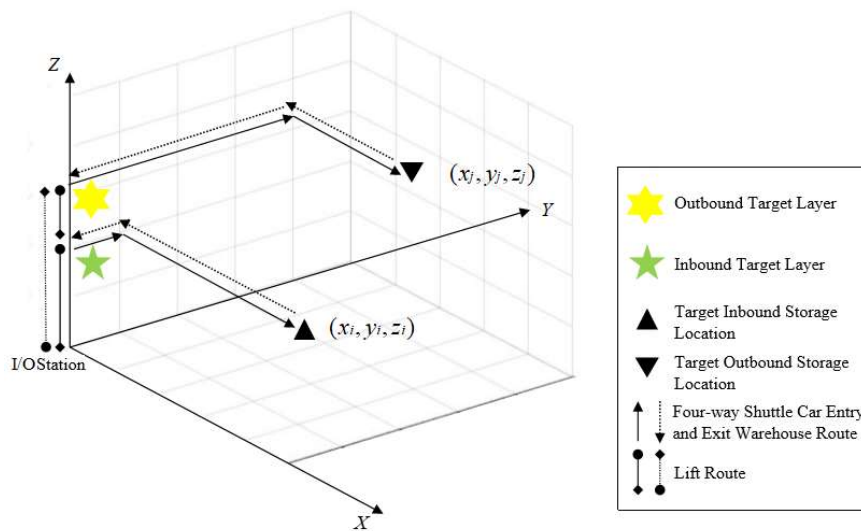 Z
(xⱼ, yⱼ, zⱼ)
Y
(xᵢ, yᵢ, zᵢ)
I/OStation
X
Outbound Target Layer
Inbound Target Layer
Target Inbound Storage
Location
Target Outbound Storage
Location
Four-way Shuttle Car Entry
and Exit Warehouse Route
Lift Route